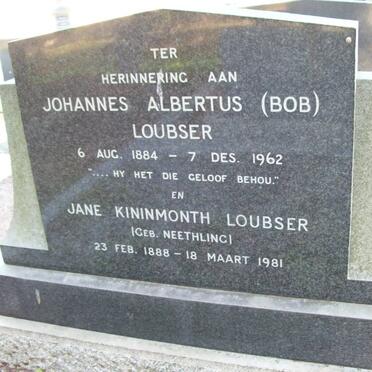 TER
HERINNERING AAN
JOHANNES ALBERTUS (BOB)
LOUBSER
6 AUG. 1884 – 7 DES. 1962
".... HY HET DIE GELOOF BEHOU."
EN
JANE KININMONTH LOUBSER
(GEB. NEETHLING)
23 FEB. 1888 – 18 MAART 1981